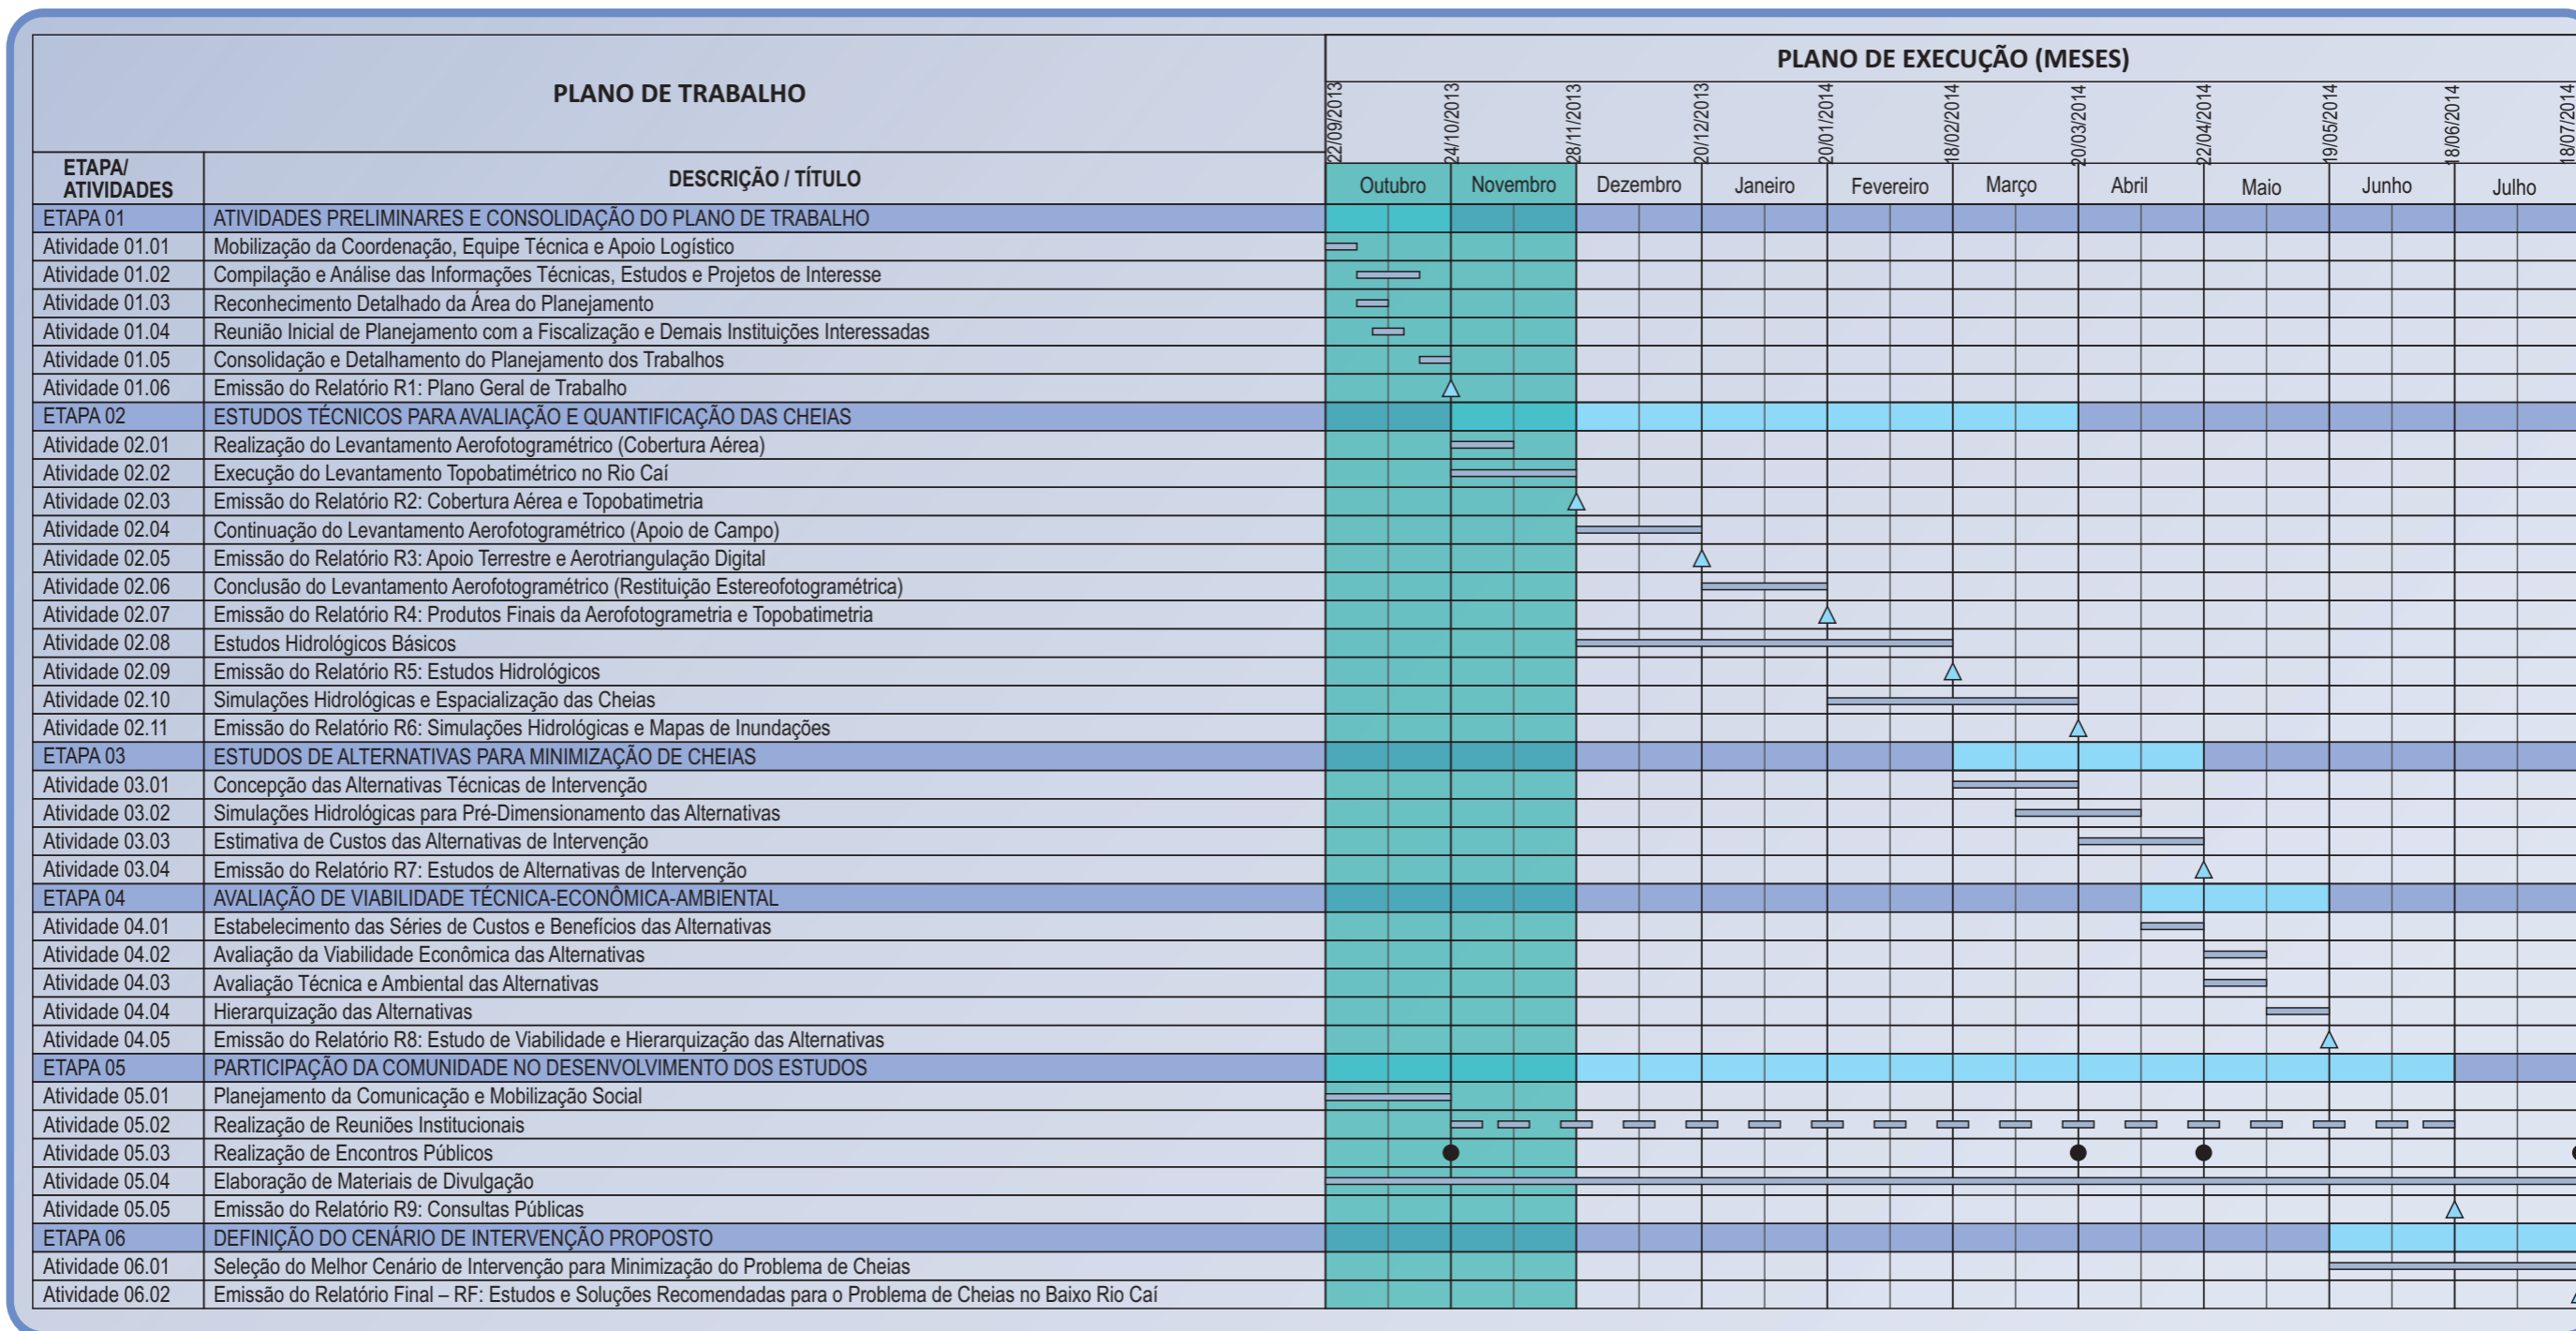 PLANO DE TRABALHO
PLANO DE EXECUÇÃO (MESES)
22/09/2013
24/10/2013
28/11/2013
20/12/2013
20/01/2014
18/02/2014
20/03/2014
22/04/2014
19/05/2014
18/06/2014
18/07/2014
ETAPA/
ATIVIDADES
DESCRIÇÃO / TÍTULO
Outubro Novembro Dezembro Janeiro Fevereiro Março Abril Maio Junho Julho
ETAPA 01 ATIVIDADES PRELIMINARES E CONSOLIDAÇÃO DO PLANO DE TRABALHO
Atividade 01.01 Mobilização da Coordenação, Equipe Técnica e Apoio Logístico
Atividade 01.02 Compilação e Análise das Informações Técnicas, Estudos e Projetos de Interesse
Atividade 01.03 Reconhecimento Detalhado da Área do Planejamento
Atividade 01.04 Reunião Inicial de Planejamento com a Fiscalização e Demais Instituições Interessadas
Atividade 01.05 Consolidação e Detalhamento do Planejamento dos Trabalhos
Atividade 01.06 Emissão do Relatório R1: Plano Geral de Trabalho
ETAPA 02 ESTUDOS TÉCNICOS PARA AVALIAÇÃO E QUANTIFICAÇÃO DAS CHEIAS
Atividade 02.01 Realização do Levantamento Aerofotogramétrico (Cobertura Aérea)
Atividade 02.02 Execução do Levantamento Topobatimétrico no Rio Caí
Atividade 02.03 Emissão do Relatório R2: Cobertura Aérea e Topobatimetria
Atividade 02.04 Continuação do Levantamento Aerofotogramétrico (Apoio de Campo)
Atividade 02.05 Emissão do Relatório R3: Apoio Terrestre e Aerotriangulação Digital
Atividade 02.06 Conclusão do Levantamento Aerofotogramétrico (Restituição Estereofotogramétrica)
Atividade 02.07 Emissão do Relatório R4: Produtos Finais da Aerofotogrametria e Topobatimetria
Atividade 02.08 Estudos Hidrológicos Básicos
Atividade 02.09 Emissão do Relatório R5: Estudos Hidrológicos
Atividade 02.10 Simulações Hidrológicas e Espacialização das Cheias
Atividade 02.11 Emissão do Relatório R6: Simulações Hidrológicas e Mapas de Inundações
ETAPA 03 ESTUDOS DE ALTERNATIVAS PARA MINIMIZAÇÃO DE CHEIAS
Atividade 03.01 Concepção das Alternativas Técnicas de Intervenção
Atividade 03.02 Simulações Hidrológicas para Pré-Dimensionamento das Alternativas
Atividade 03.03 Estimativa de Custos das Alternativas de Intervenção
Atividade 03.04 Emissão do Relatório R7: Estudos de Alternativas de Intervenção
ETAPA 04 AVALIAÇÃO DE VIABILIDADE TÉCNICA-ECONÔMICA-AMBIENTAL
Atividade 04.01 Estabelecimento das Séries de Custos e Benefícios das Alternativas
Atividade 04.02 Avaliação da Viabilidade Econômica das Alternativas
Atividade 04.03 Avaliação Técnica e Ambiental das Alternativas
Atividade 04.04 Hierarquização das Alternativas
Atividade 04.05 Emissão do Relatório R8: Estudo de Viabilidade e Hierarquização das Alternativas
ETAPA 05 PARTICIPAÇÃO DA COMUNIDADE NO DESENVOLVIMENTO DOS ESTUDOS
Atividade 05.01 Planejamento da Comunicação e Mobilização Social
Atividade 05.02 Realização de Reuniões Institucionais
Atividade 05.03 Realização de Encontros Públicos
Atividade 05.04 Elaboração de Materiais de Divulgação
Atividade 05.05 Emissão do Relatório R9: Consultas Públicas
ETAPA 06 DEFINIÇÃO DO CENÁRIO DE INTERVENÇÃO PROPOSTO
Atividade 06.01 Seleção do Melhor Cenário de Intervenção para Minimização do Problema de Cheias
Atividade 06.02 Emissão do Relatório Final – RF: Estudos e Soluções Recomendadas para o Problema de Cheias no Baixo Rio Caí